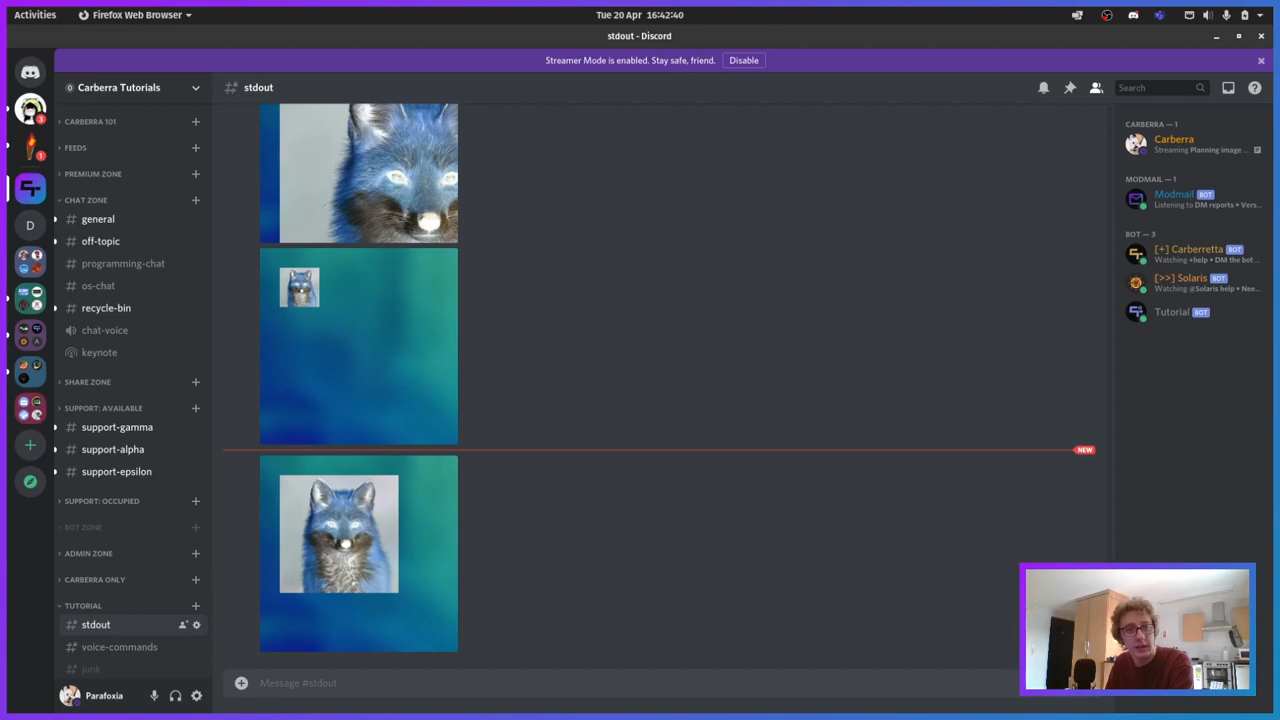 Activities
Firefox Web Browser
Tue 20 Apr 16:42:40
stdout - Discord
Streamer Mode is enabled. Stay safe, friend.
Disable
Carberra Tutorials
stdout
Search
CARBERRA 101
FEEDS
PREMIUM ZONE
CHAT ZONE
general
off-topic
programming-chat
os-chat
recycle-bin
chat-voice
keynote
SHARE ZONE
SUPPORT: AVAILABLE
support-gamma
support-alpha
support-epsilon
SUPPORT: OCCUPIED
BOT ZONE
ADMIN ZONE
CARBERRA ONLY
TUTORIAL
stdout
voice-commands
junk
Parafoxia
3
1
D
NEW
Message #stdout
CARBERRA — 1
Carberra
Streaming Planning image ...
MODMAIL — 1
Modmail BOT
Listening to DM reports • Vers...
BOT — 3
[+] Carberretta BOT
Watching +help • DM the bot ...
[>>] Solaris BOT
Watching @Solaris help • Nee...
Tutorial BOT